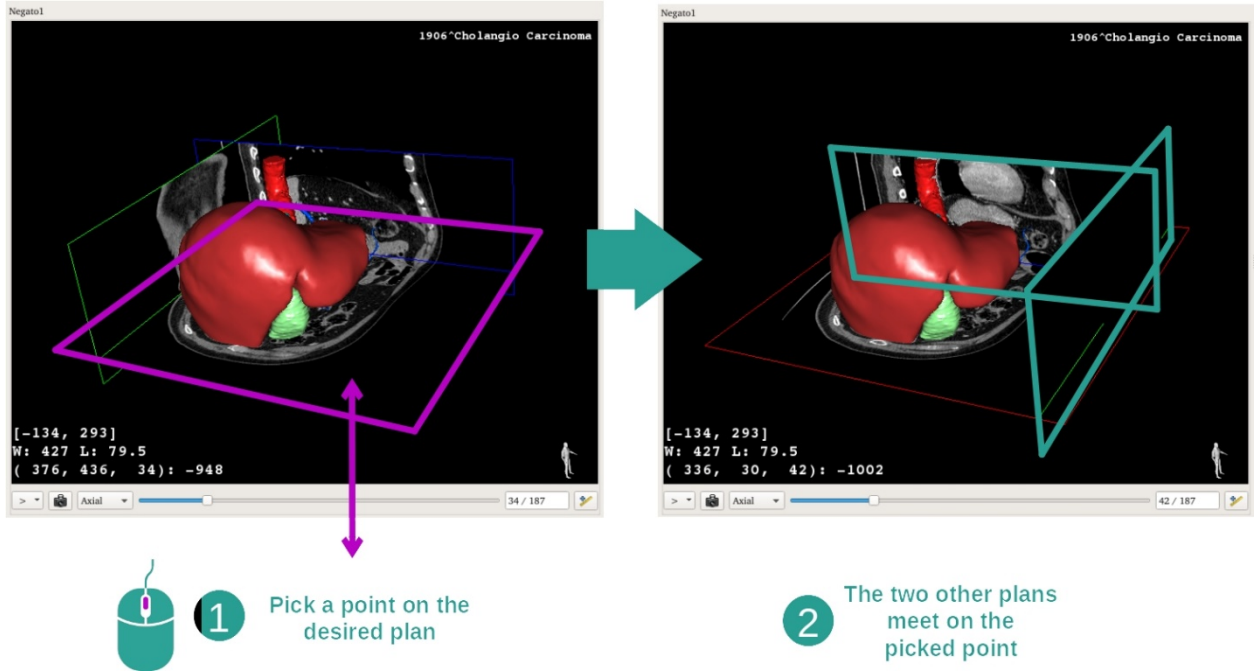 Negato1
1906^Cholangio Carcinoma
[-134, 293]
W: 427 L: 79.5
( 376, 436,  34): -948
> Axial 34 / 187
Negato1
1906^Cholangio Carcinoma
[-134, 293]
W: 427 L: 79.5
( 336,  30,  42): -1002
> Axial 42 / 187
1
Pick a point on the
desired plan
2
The two other plans
meet on the
picked point